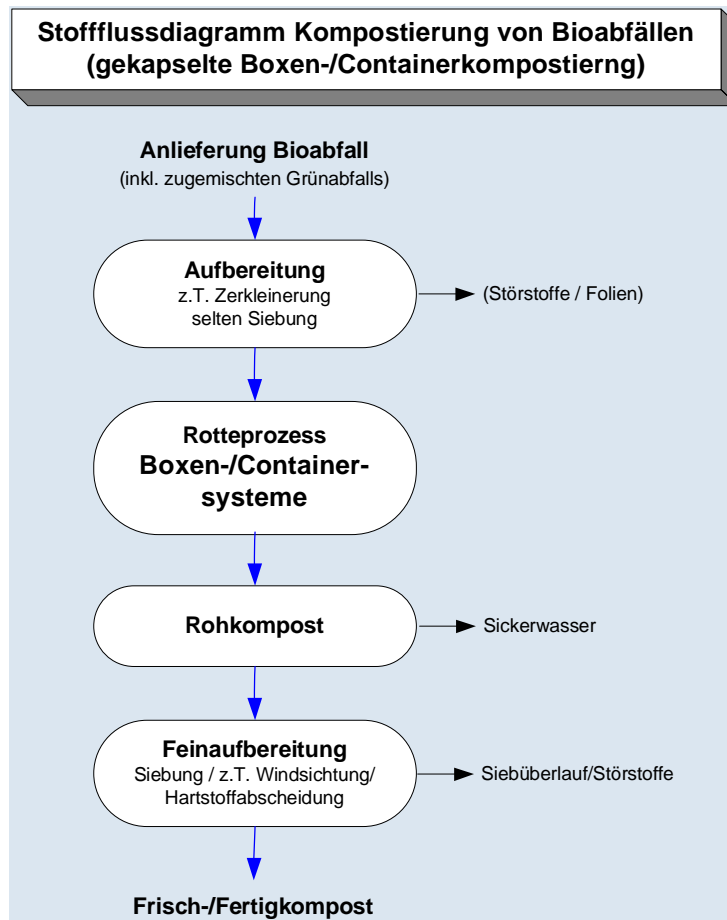 Stoffflussdiagramm Kompostierung von Bioabfällen
(gekapselte Boxen-/Containerkompostierng)
Anlieferung Bioabfall
(inkl. zugemischten Grünabfalls)
Aufbereitung
z.T. Zerkleinerung
selten Siebung
(Störstoffe / Folien)
Rotteprozess
Boxen-/Container-
systeme
Rohkompost
Sickerwasser
Feinaufbereitung
Siebung / z.T. Windsichtung/
Hartstoffabscheidung
Siebüberlauf/Störstoffe
Frisch-/Fertigkompost